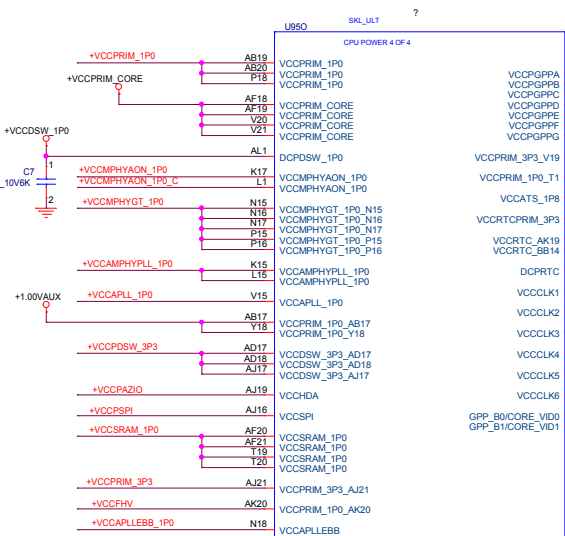 ?
U95O SKL_ULT
CPU POWER 4 OF 4
+VCCPRIM_1P0 AB19 VCCPRIM_1P0
AB20 VCCPRIM_1P0 VCCPGPPA
P18 VCCPRIM_1P0 VCCPGPPB
+VCCPRIM_CORE VCCPGPPC
AF18 VCCPRIM_CORE VCCPGPPD
AF19 VCCPRIM_CORE VCCPGPPE
V20 VCCPRIM_CORE VCCPGPPF
V21 VCCPRIM_CORE VCCPGPPG
+VCCDSW_1P0
AL1 DCPDSW_1P0 VCCPRIM_3P3_V19
1
C7
_10V6K
2
+VCCMPHYAON_1P0 K17 VCCMPHYAON_1P0 VCCPRIM_1P0_T1
+VCCMPHYAON_1P0_C L1 VCCMPHYAON_1P0
VCCATS_1P8
+VCCMPHYGT_1P0 N15 VCCMPHYGT_1P0_N15
N16 VCCMPHYGT_1P0_N16 VCCRTCPRIM_3P3
N17 VCCMPHYGT_1P0_N17
P15 VCCMPHYGT_1P0_P15 VCCRTC_AK19
P16 VCCMPHYGT_1P0_P16 VCCRTC_BB14
+VCCAMPHYPLL_1P0 K15 VCCAMPHYPLL_1P0 DCPRTC
L15 VCCAMPHYPLL_1P0
VCCCLK1
+1.00VAUX
+VCCAPLL_1P0 V15 VCCAPLL_1P0
VCCCLK2
AB17 VCCPRIM_1P0_AB17
Y18 VCCPRIM_1P0_Y18 VCCCLK3
+VCCPDSW_3P3 AD17 VCCDSW_3P3_AD17 VCCCLK4
AD18 VCCDSW_3P3_AD18
AJ17 VCCDSW_3P3_AJ17 VCCCLK5
+VCCPAZIO AJ19 VCCHDA VCCCLK6
+VCCPSPI AJ16 VCCSPI GPP_B0/CORE_VID0
GPP_B1/CORE_VID1
+VCCSRAM_1P0 AF20 VCCSRAM_1P0
AF21 VCCSRAM_1P0
T19 VCCSRAM_1P0
T20 VCCSRAM_1P0
+VCCPRIM_3P3 AJ21 VCCPRIM_3P3_AJ21
+VCCFHV AK20 VCCPRIM_1P0_AK20
+VCCAPLLEBB_1P0 N18 VCCAPLLEBB